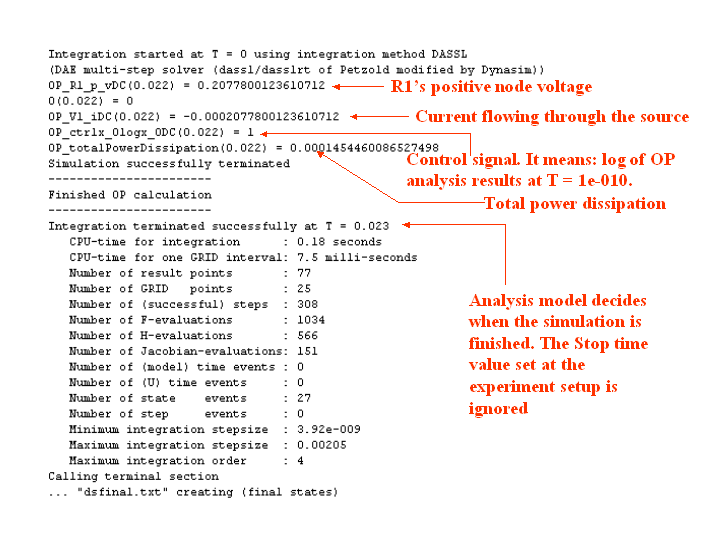 Integration started at T = 0 using integration method DASSL
(DAE multi-step solver (dassl/dasslrt of Petzold modified by Dynasim))
OP_R1_p_vDC(0.022) = 0.2077800123610712
R1's positive node voltage
0(0.022) = 0
OP_V1_iDC(0.022) = -0.0002077800123610712
Current flowing through the source
OP_ctrlx_0logx_0DC(0.022) = 1
OP_totalPowerDissipation(0.022) = 0.0001454460086527498
Simulation successfully terminated
Control signal. It means: log of OP
analysis results at T = 1e-010.
-----------------------
Finished OP calculation
Total power dissipation
-----------------------
Integration terminated successfully at T = 0.023
CPU-time for integration : 0.18 seconds
CPU-time for one GRID interval: 7.5 milli-seconds
Number of result points : 77
Number of GRID points : 25
Number of (successful) steps : 308
Number of F-evaluations : 1034
Number of H-evaluations : 566
Number of Jacobian-evaluations: 151
Number of (model) time events : 0
Number of (U) time events : 0
Number of state events : 27
Number of step events : 0
Minimum integration stepsize : 3.92e-009
Maximum integration stepsize : 0.00205
Maximum integration order : 4
Calling terminal section
... "dsfinal.txt" creating (final states)
Analysis model decides
when the simulation is
finished. The Stop time
value set at the
experiment setup is
ignored